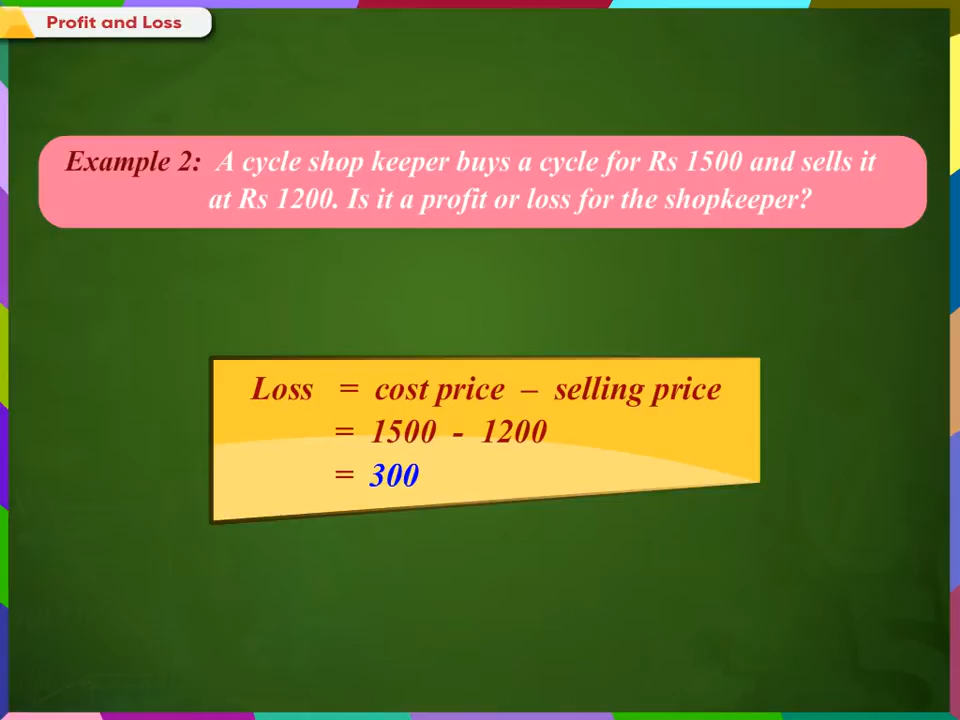 Profit and Loss
Example 2: A cycle shop keeper buys a cycle for Rs 1500 and sells it
at Rs 1200. Is it a profit or loss for the shopkeeper?
Loss = cost price – selling price
= 1500 - 1200
= 300